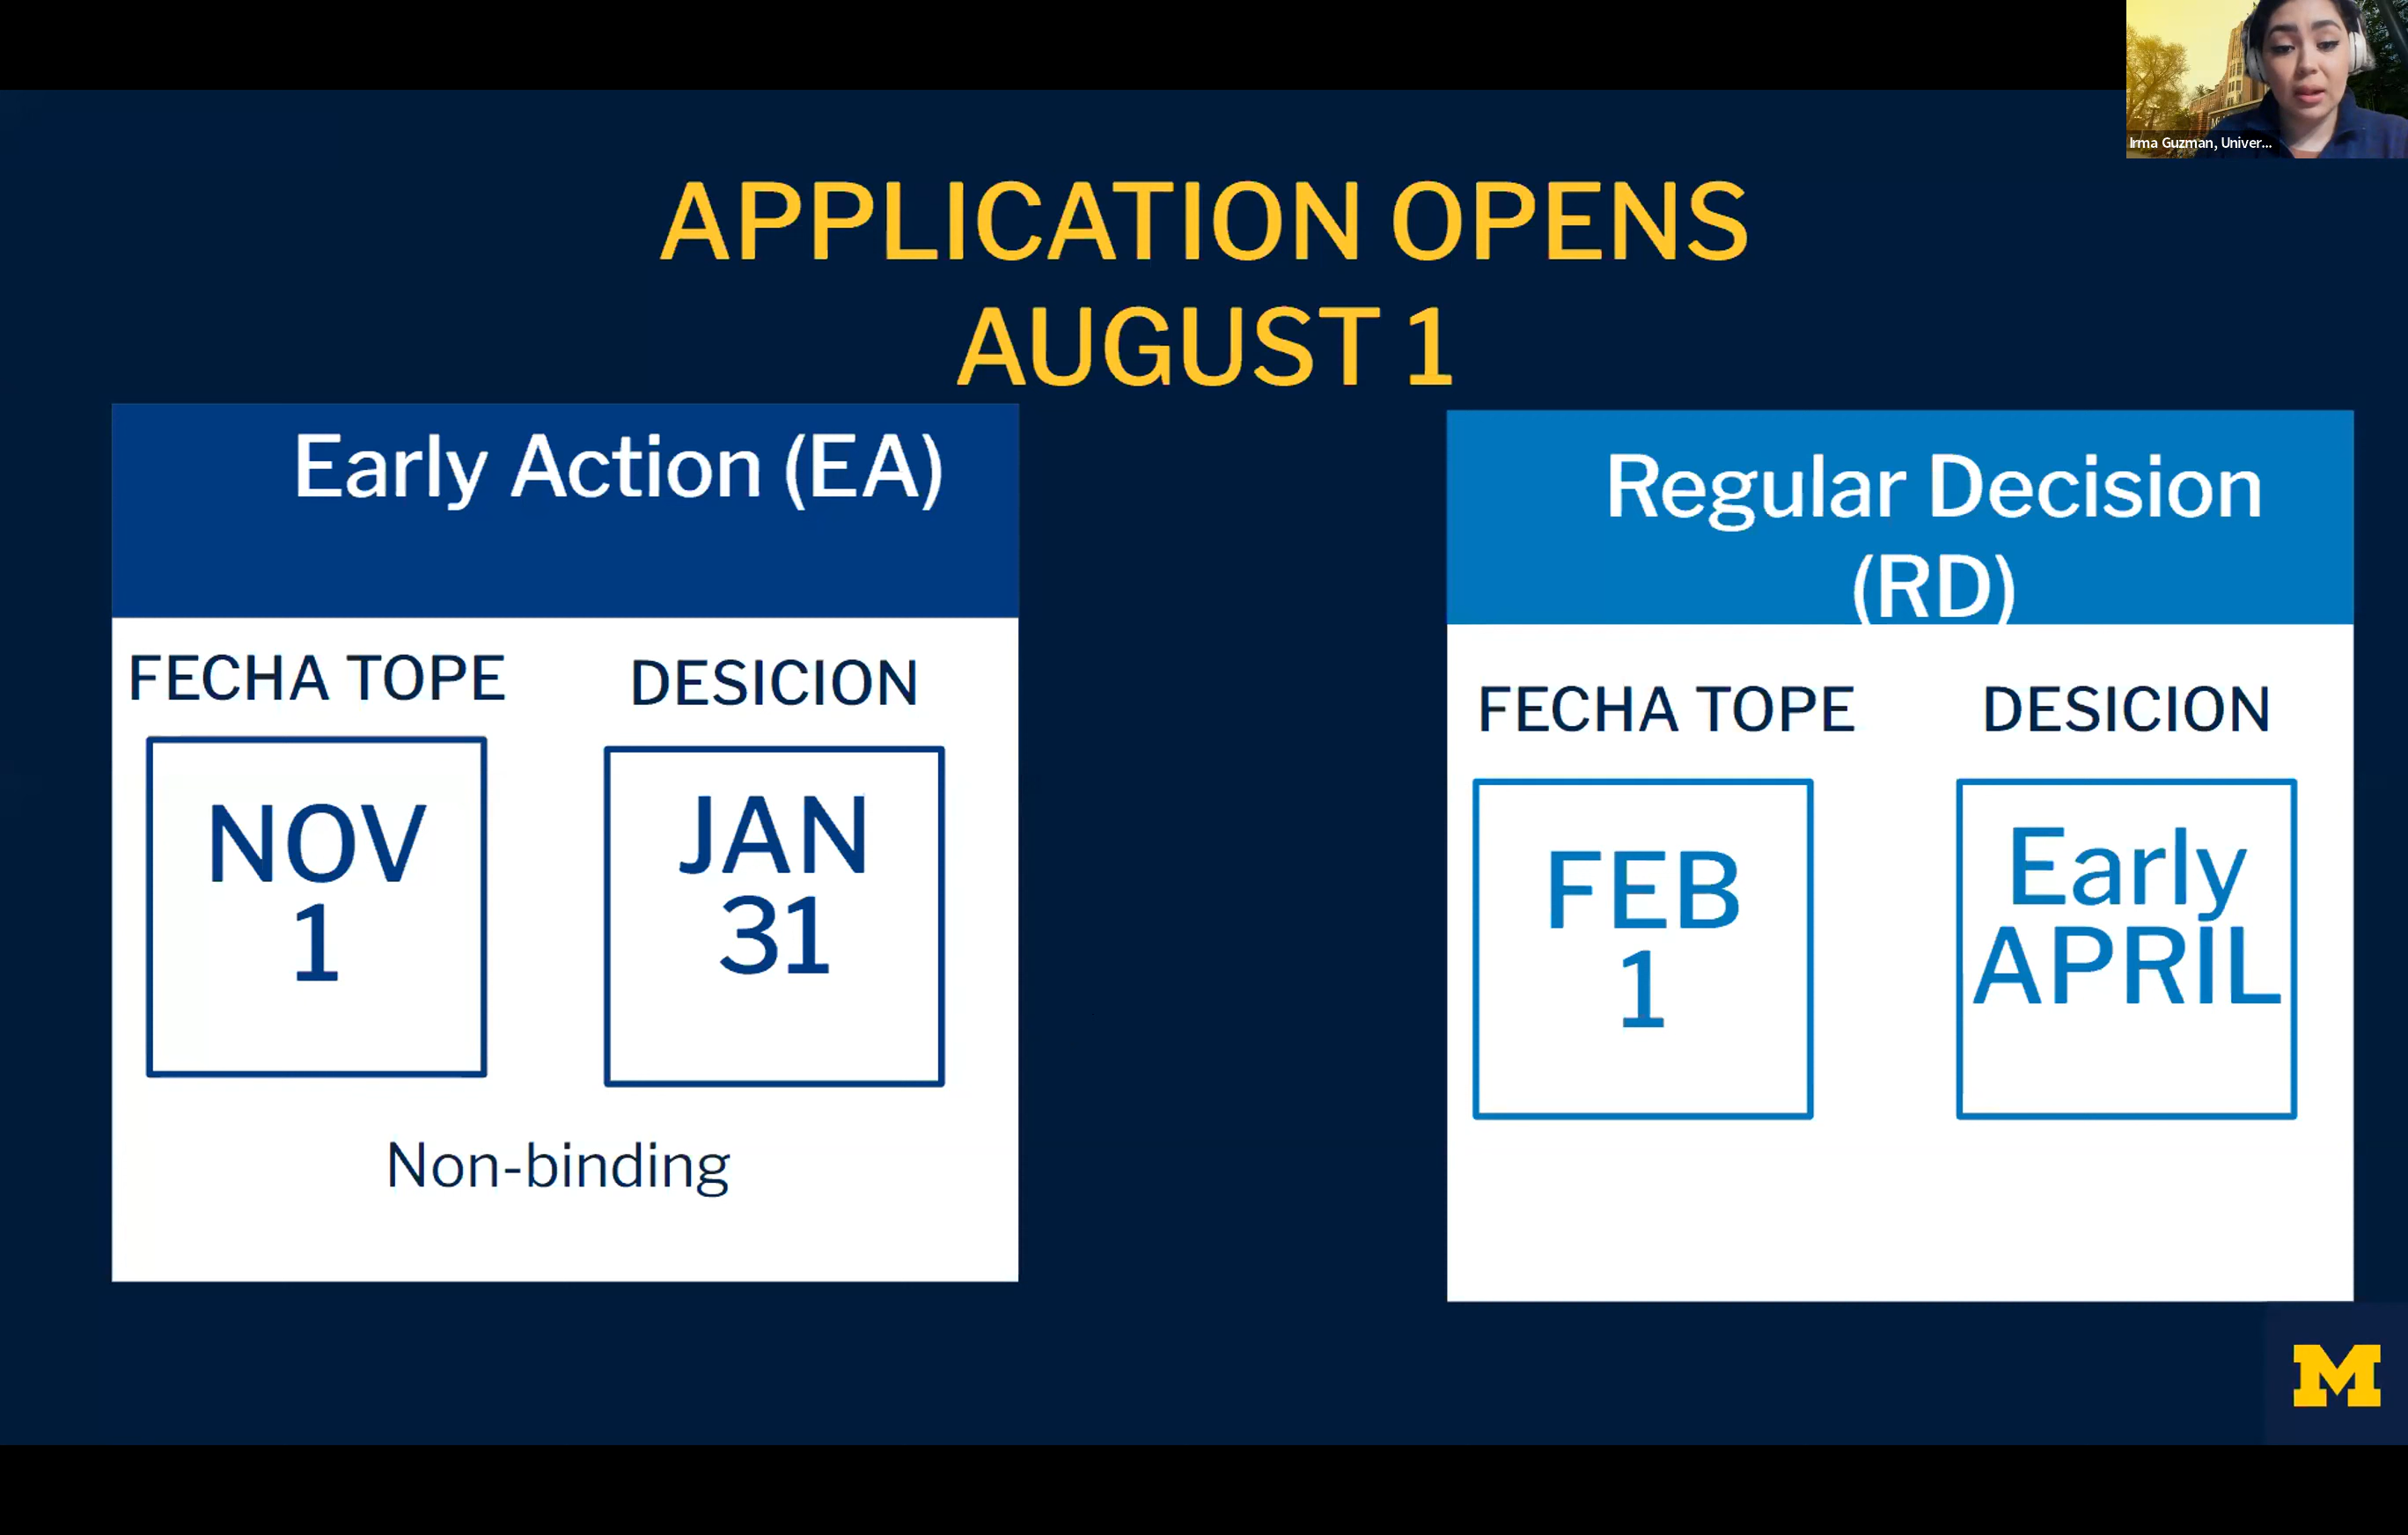 Irma Guzman, Univer...
APPLICATION OPENS
AUGUST 1
Early Action (EA)
FECHA TOPE
DESICION
NOV
1
JAN
31
Non-binding
Regular Decision
(RD)
FECHA TOPE
DESICION
FEB
1
Early
APRIL
M